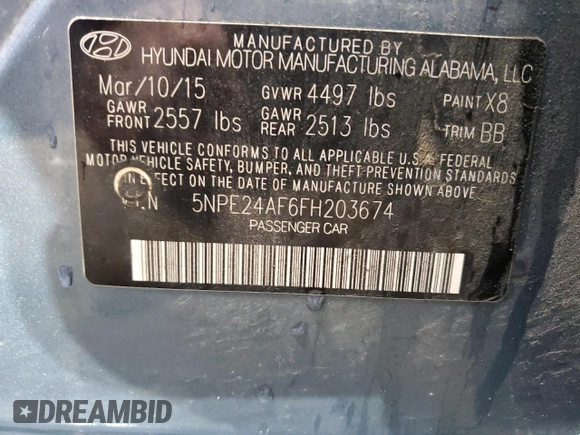 MANUFACTURED BY
HYUNDAI MOTOR MANUFACTURING ALABAMA, LLC
Mar/10/15 GVWR 4497 lbs PAINT X8
GAWR FRONT 2557 lbs GAWR REAR 2513 lbs TRIM BB
THIS VEHICLE CONFORMS TO ALL APPLICABLE U.S.A FEDERAL
MOTOR VEHICLE SAFETY, BUMPER, AND THEFT PREVENTION
IN EFFECT ON THE DATE OF MANUFACTURE SHOWN ABOVE.
5NPE24AF6FH203674
PASSENGER CAR
DREAMBID